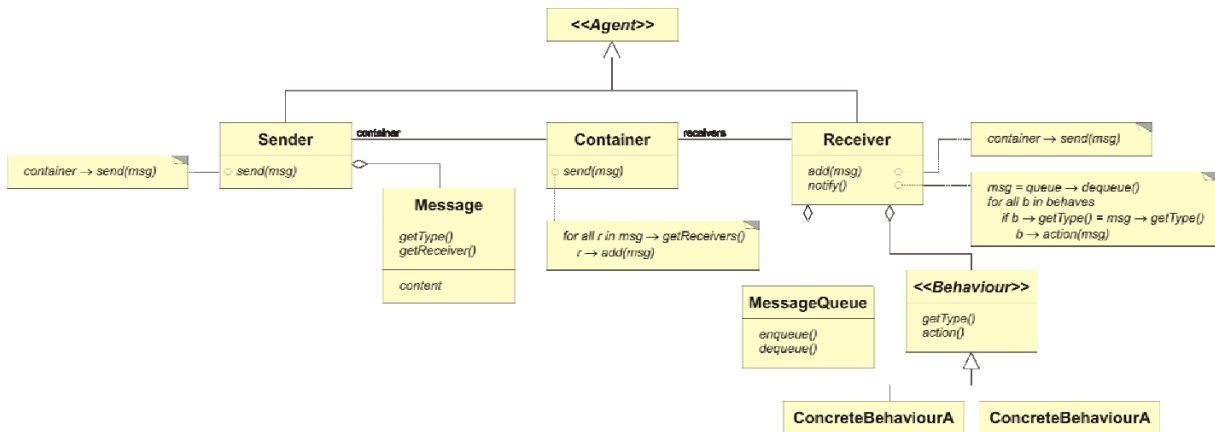 <<Agent>>
Sender
container
Container
receivers
Receiver
container → send(msg)
container → send(msg)
send(msg)
send(msg)
add(msg)
notify()
msg = queue → dequeue()
for all b in behaves
if b → getType() = msg → getType()
b → action(msg)
Message
getType()
getReceiver()
content
for all r in msg → getReceivers()
r → add(msg)
MessageQueue
enqueue()
dequeue()
<<Behaviour>>
getType()
action()
ConcreteBehaviourA
ConcreteBehaviourA